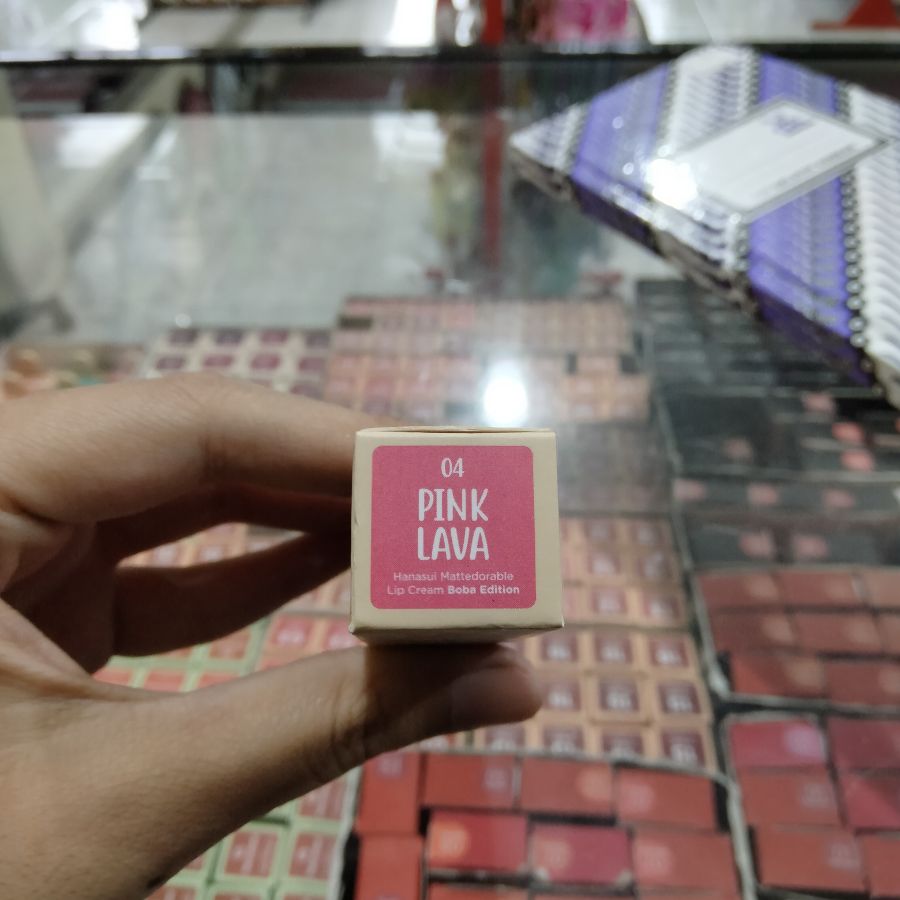 04
PINK
LAVA
Hanasui Mattedorable
Lip Cream Boba Edition